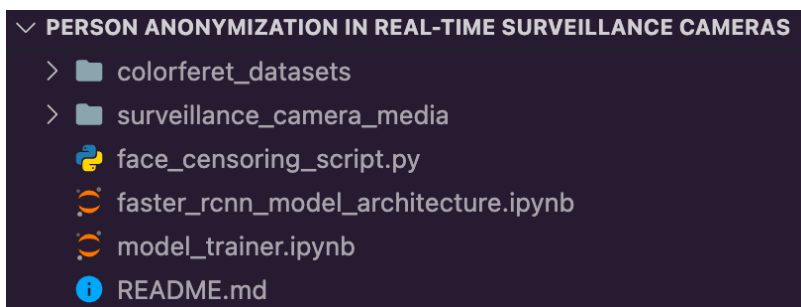 PERSON ANONYMIZATION IN REAL-TIME SURVEILLANCE CAMERAS
colorferet_datasets
surveillance_camera_media
face_censoring_script.py
faster_rcnn_model_architecture.ipynb
model_trainer.ipynb
README.md